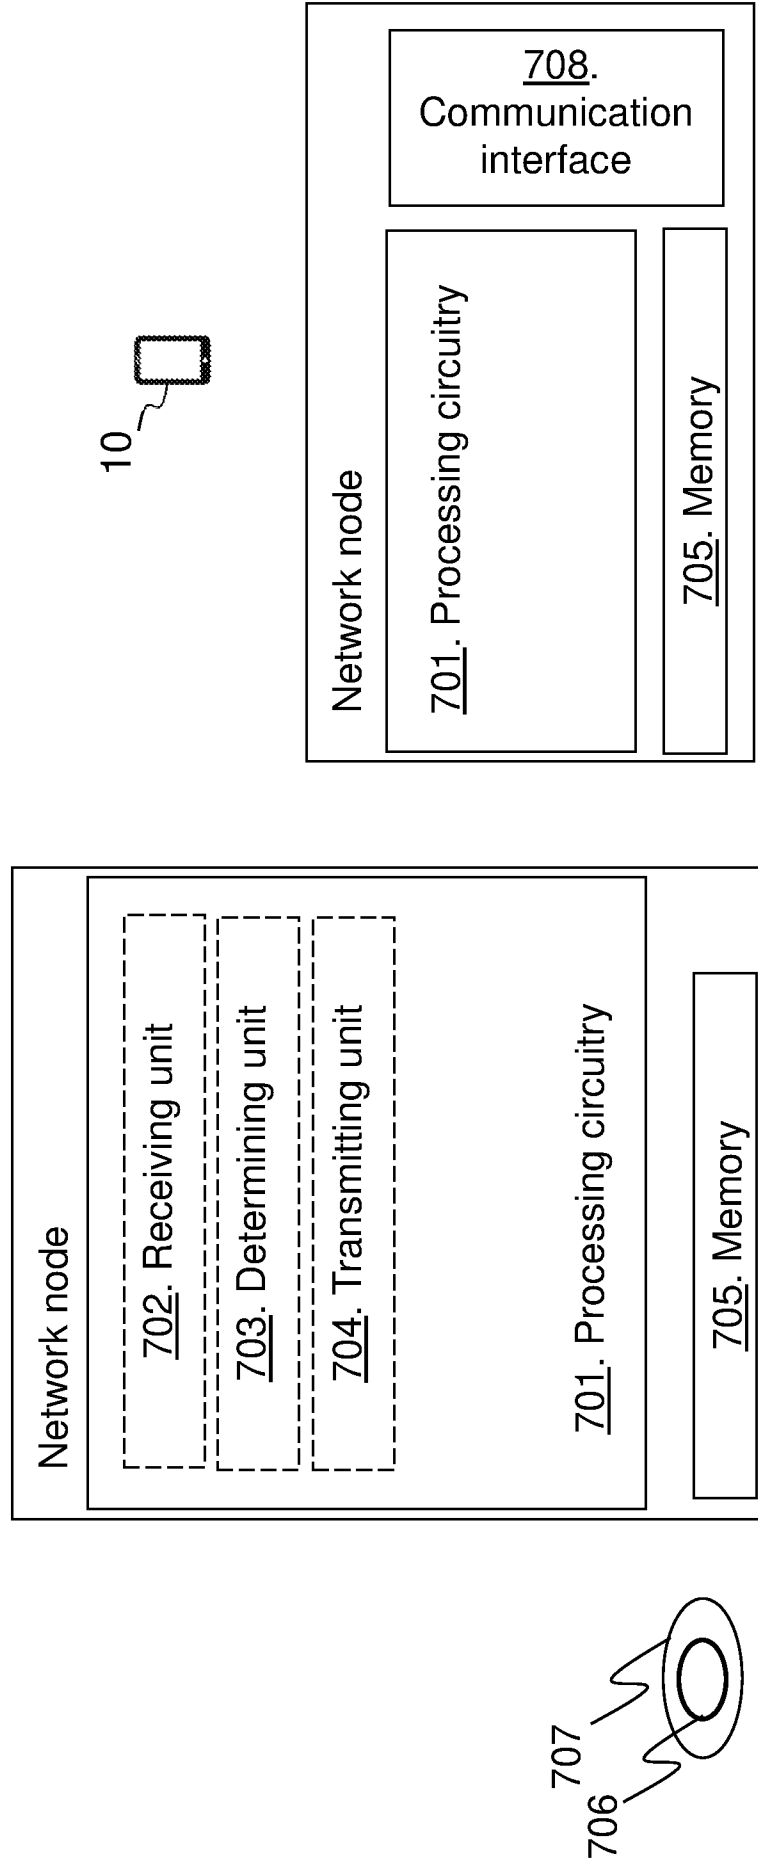 Network node
702. Receiving unit
703. Determining unit
704. Transmitting unit
701. Processing circuitry
705. Memory
707
706
10
Network node
701. Processing circuitry
705. Memory
708.
Communication
interface